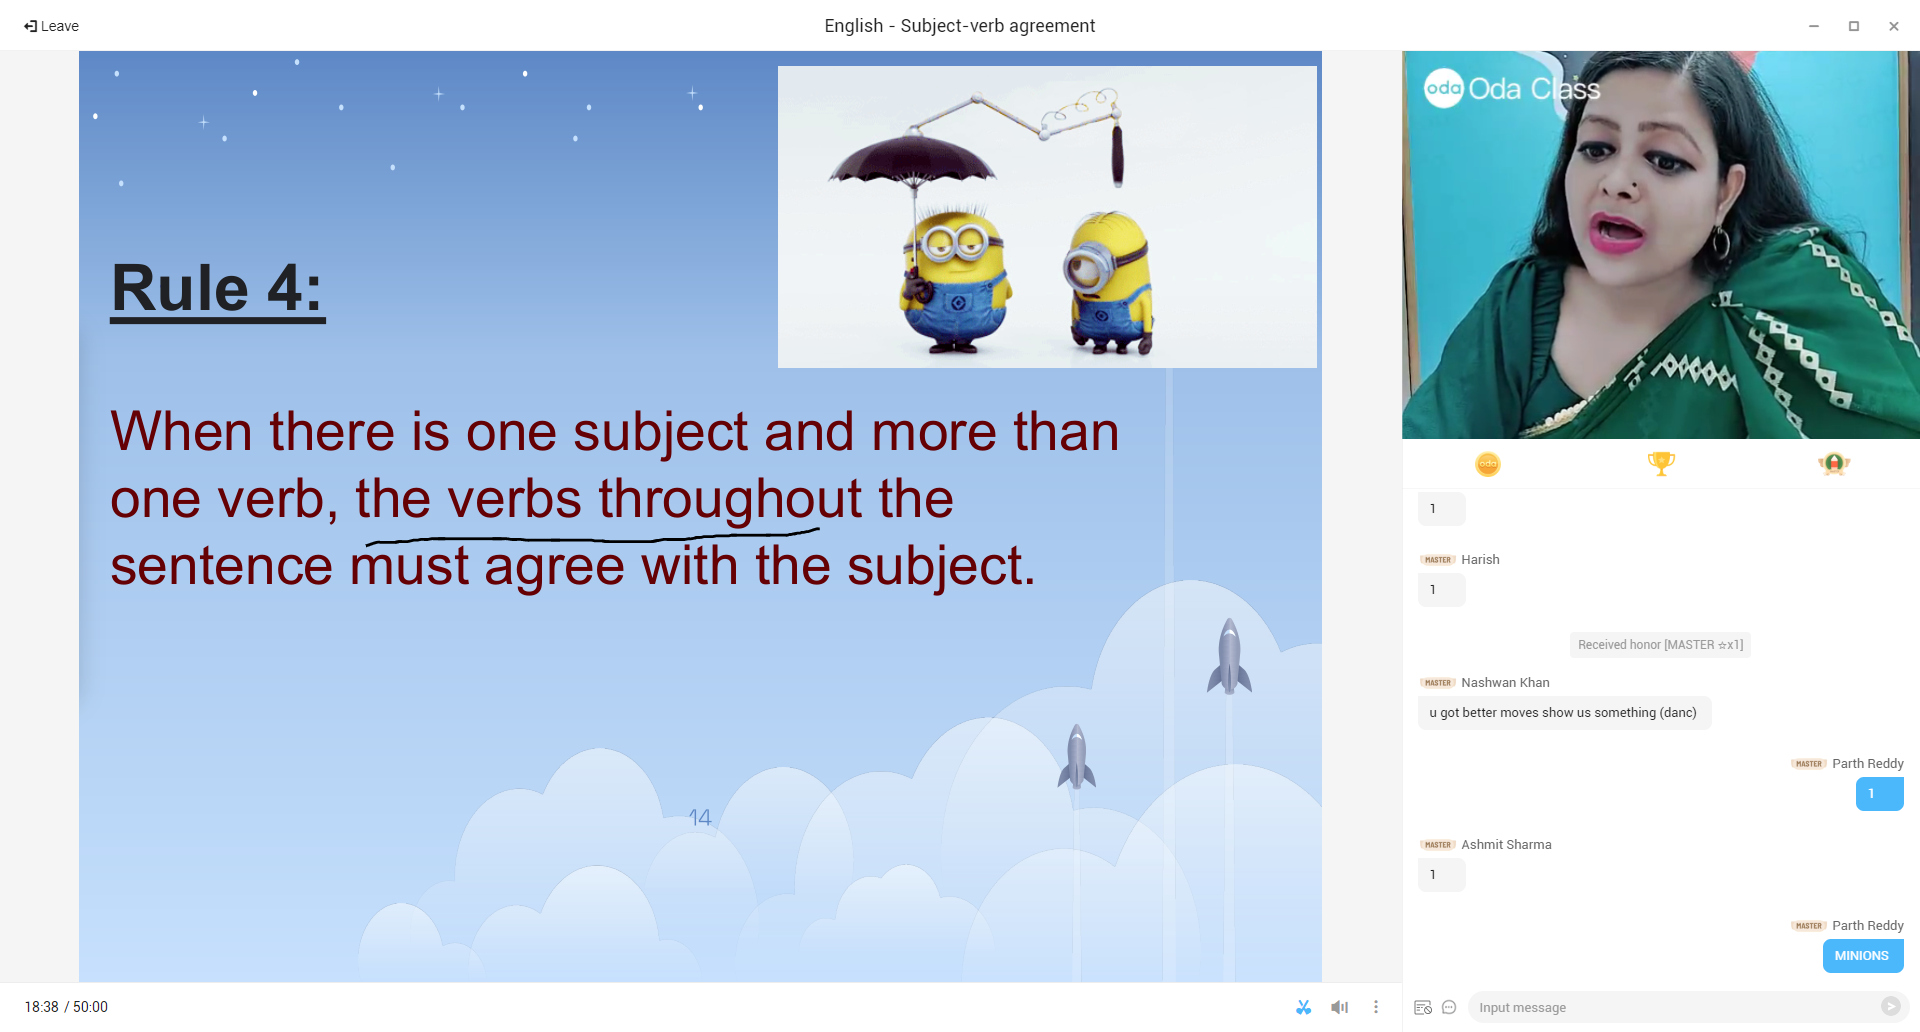 Leave
English - Subject-verb agreement
Rule 4:
When there is one subject and more than
one verb, the verbs throughout the
sentence must agree with the subject.
14
18:38 / 50:00
oda Oda Class
oda
1
MASTER Harish
1
Received honor [MASTER ☆x1]
MASTER Nashwan Khan
u got better moves show us something (danc)
MASTER Parth Reddy
1
MASTER Ashmit Sharma
1
MASTER Parth Reddy
MINIONS
Input message